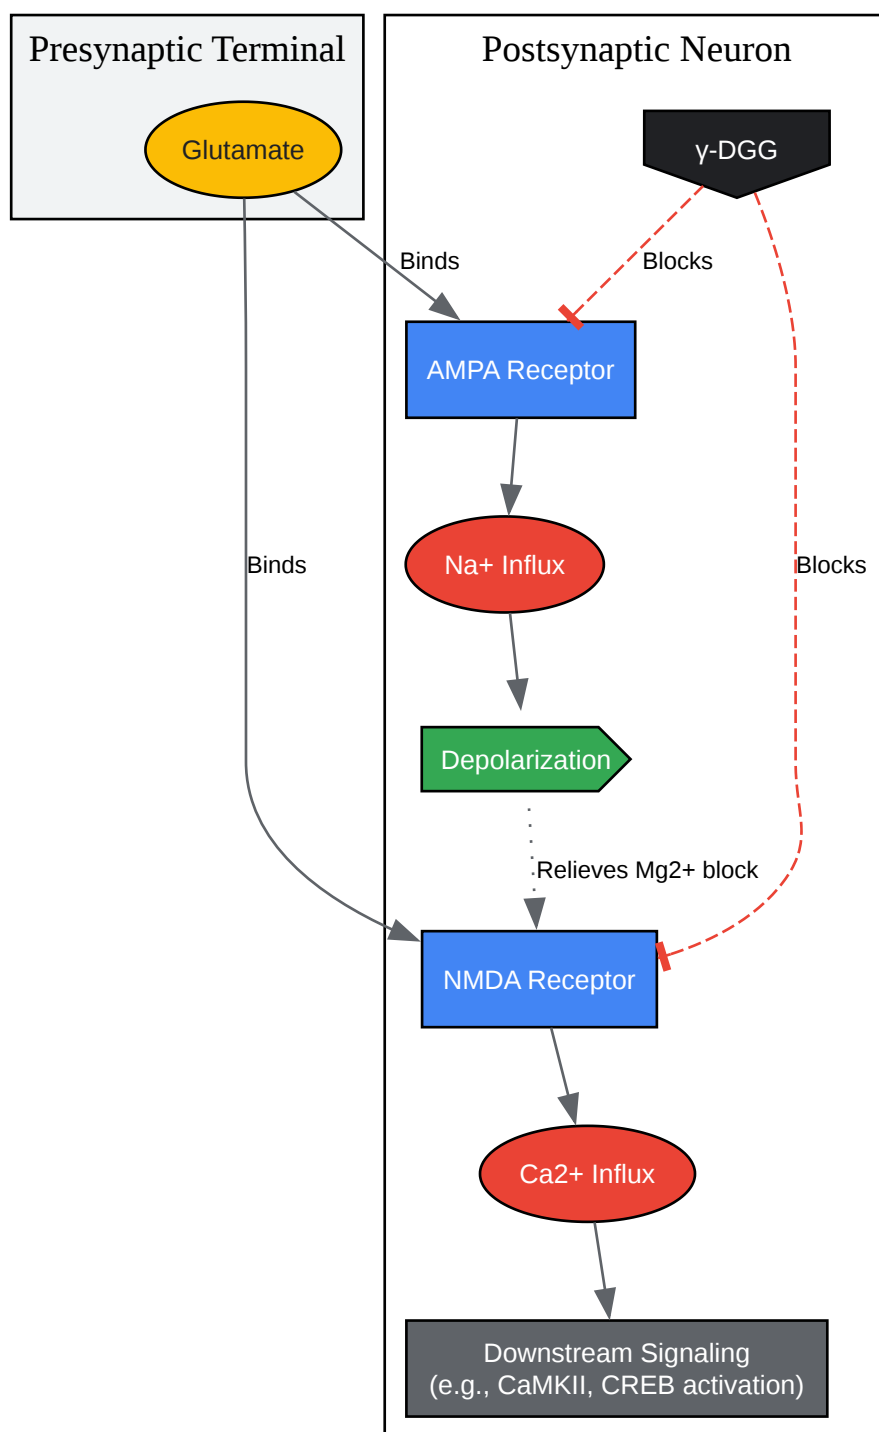 Presynaptic Terminal
Postsynaptic Neuron
Glutamate
γ-DGG
Binds
Blocks
AMPA Receptor
Na+ Influx
Binds
Blocks
Depolarization
Relieves Mg2+ block
NMDA Receptor
Ca2+ Influx
Downstream Signaling
(e.g., CaMKII, CREB activation)